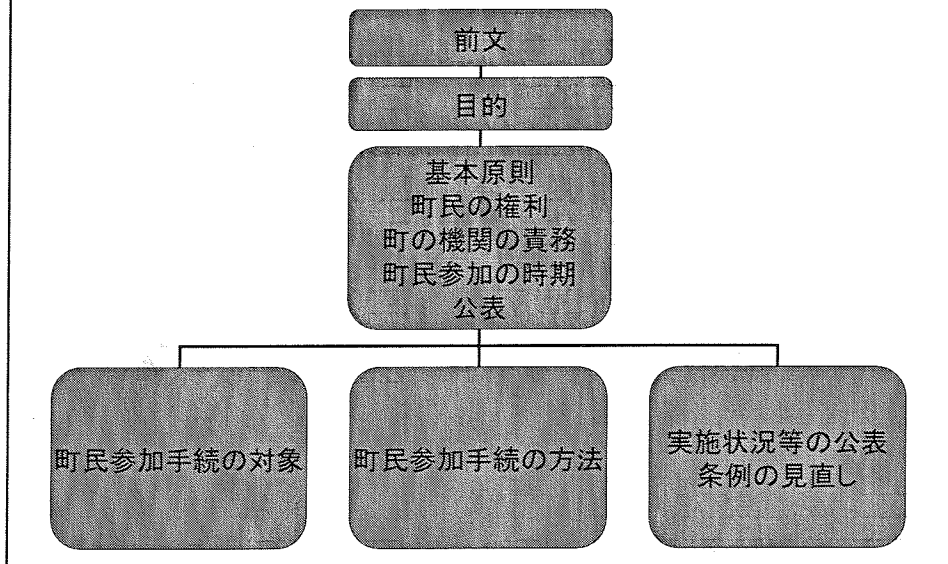 前文
目的
基本原則
町民の権利
町の機関の責務
町民参加の時期
公表
町民参加手続の対象
町民参加手続の方法
実施状況等の公表
条例の見直し